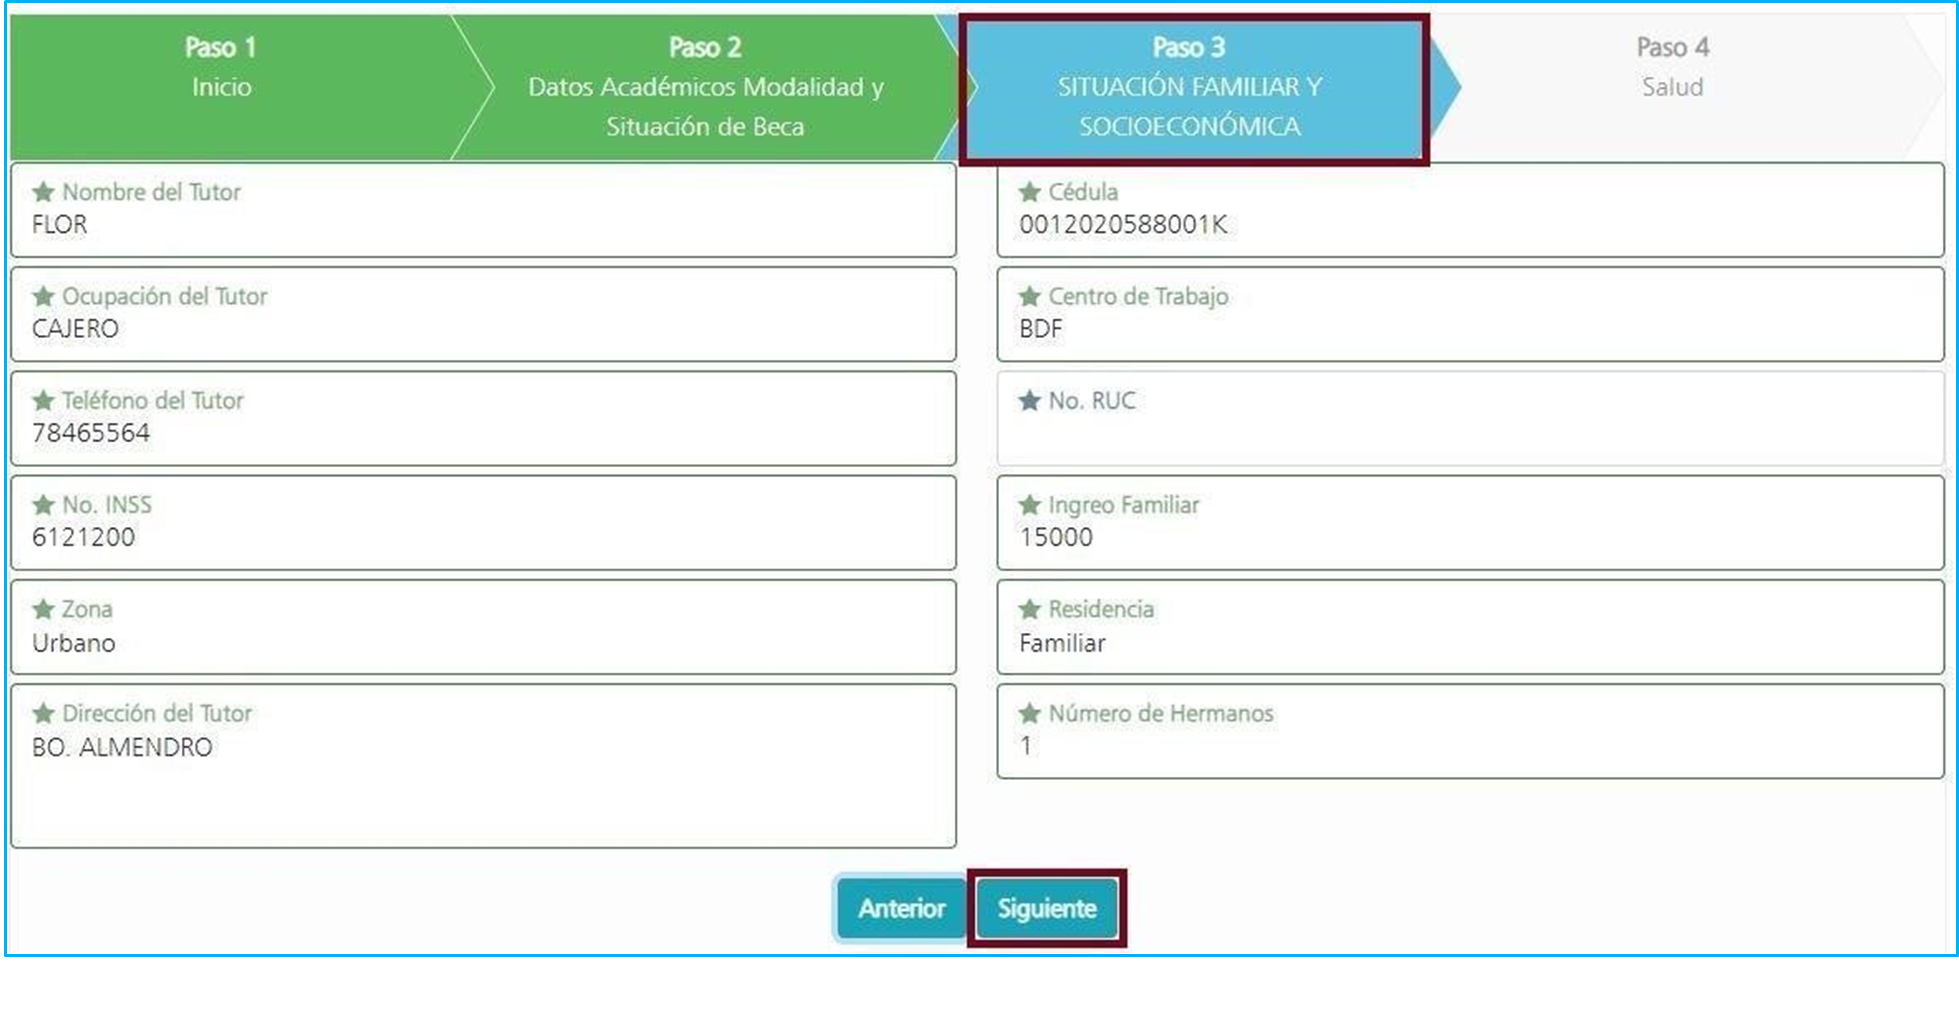 Paso 1
Inicio
Paso 2
Datos Académicos Modalidad y
Situación de Beca
Paso 3
SITUACIÓN FAMILIAR Y
SOCIOECONÓMICA
Paso 4
Salud
Nombre del Tutor
FLOR
Cédula
0012020588001K
Ocupación del Tutor
CAJERO
Centro de Trabajo
BDF
Teléfono del Tutor
78465564
No. RUC
No. INSS
6121200
Ingreo Familiar
15000
Zona
Urbano
Residencia
Familiar
Dirección del Tutor
BO. ALMENDRO
Número de Hermanos
1
Anterior
Siguiente